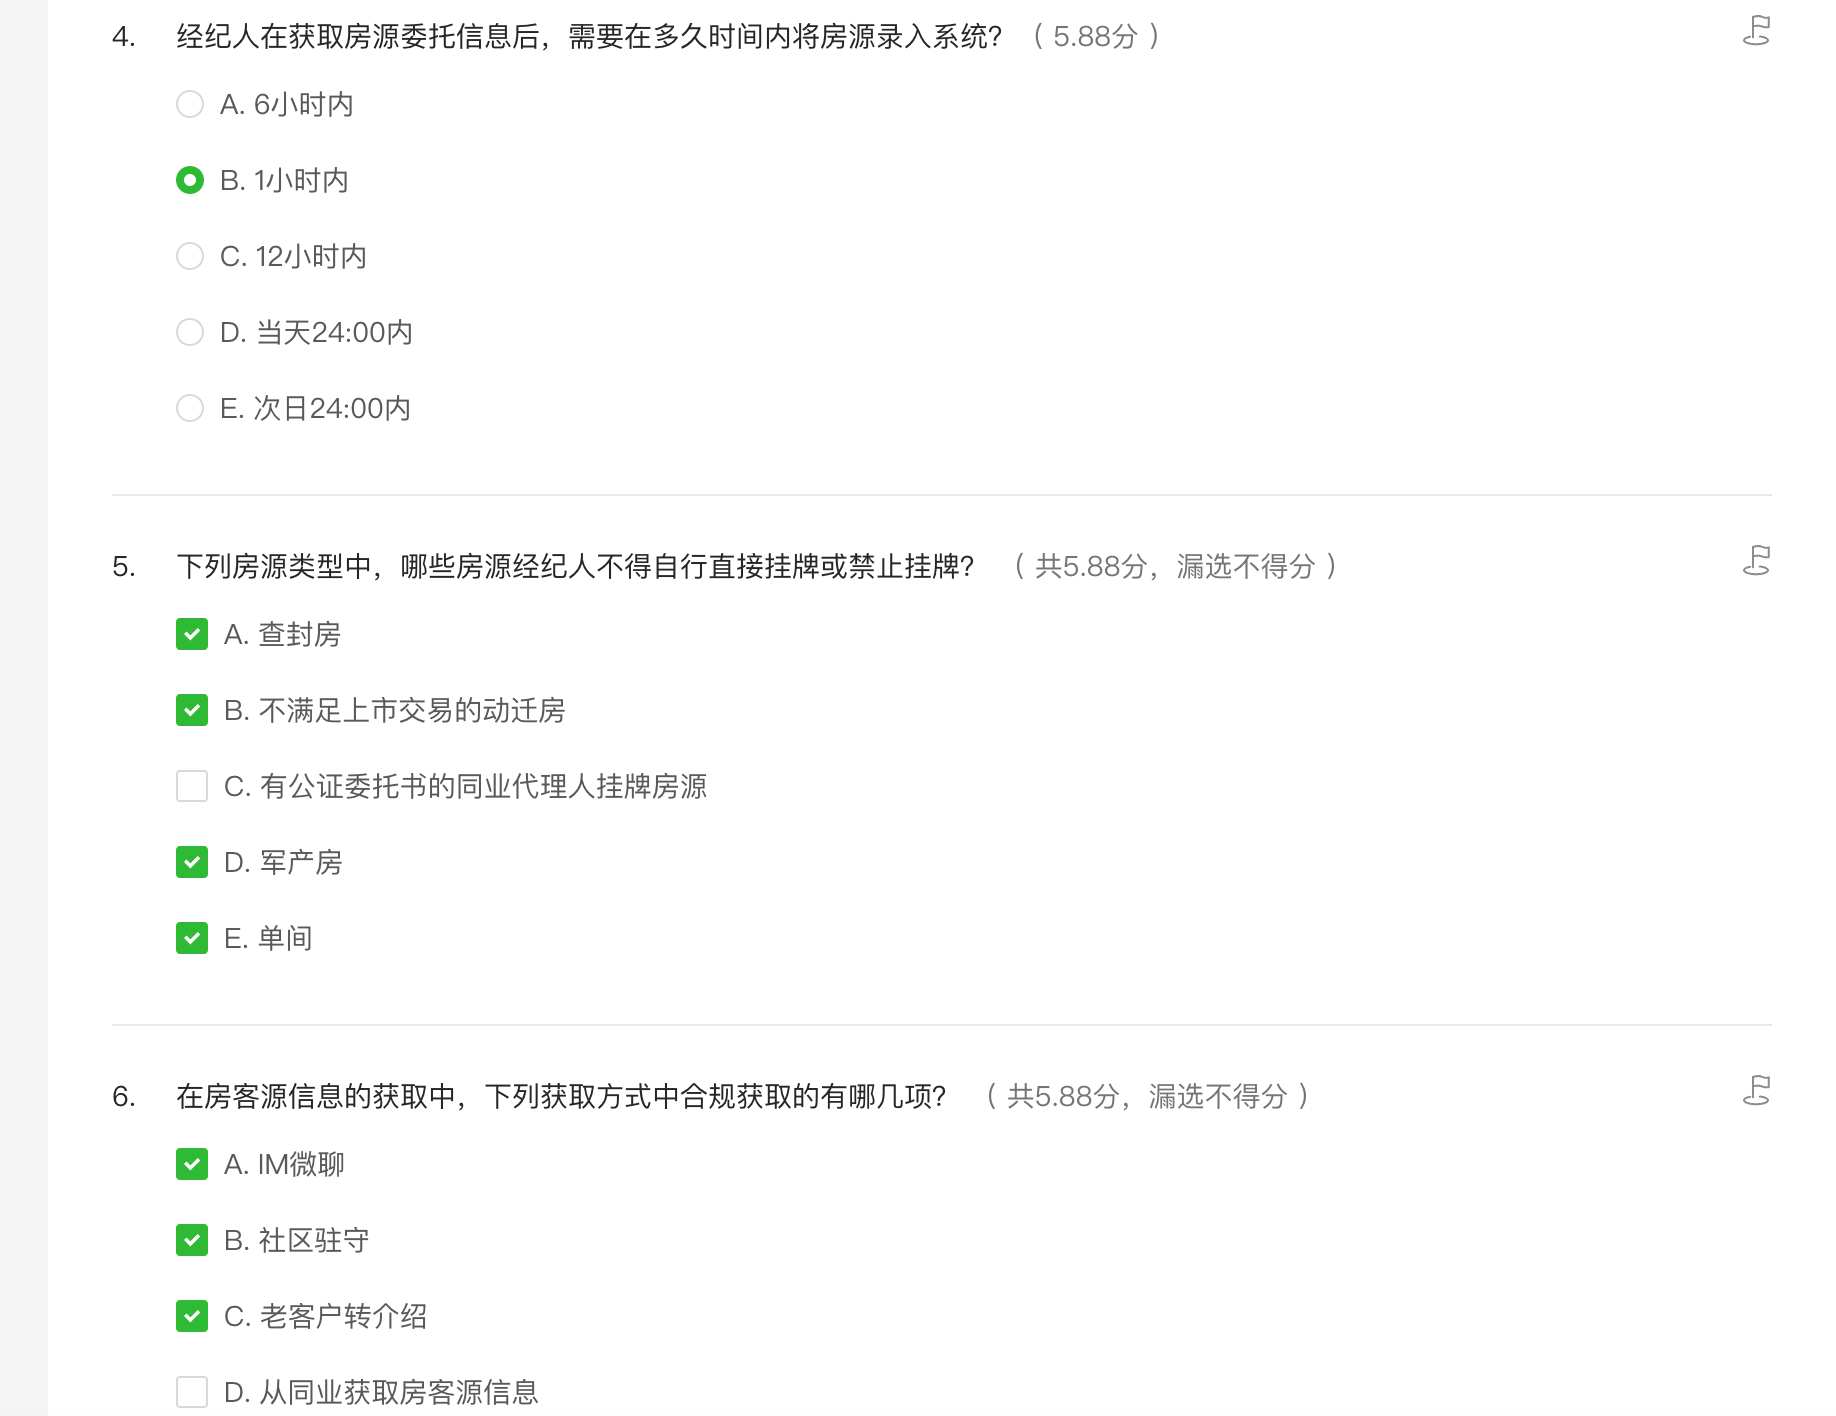 4. 经纪人在获取房源委托信息后，需要在多久时间内将房源录入系统？（ 5.88分 ）
A. 6小时内
B. 1小时内
C. 12小时内
D. 当天24:00内
E. 次日24:00内
5. 下列房源类型中，哪些房源经纪人不得自行直接挂牌或禁止挂牌？（ 共5.88分，漏选不得分 ）
A. 查封房
B. 不满足上市交易的动迁房
C. 有公证委托书的同业代理人挂牌房源
D. 军产房
E. 单间
6. 在房客源信息的获取中，下列获取方式中合规获取的有哪几项？（ 共5.88分，漏选不得分 ）
A. IM微聊
B. 社区驻守
C. 老客户转介绍
D. 从同业获取房客源信息